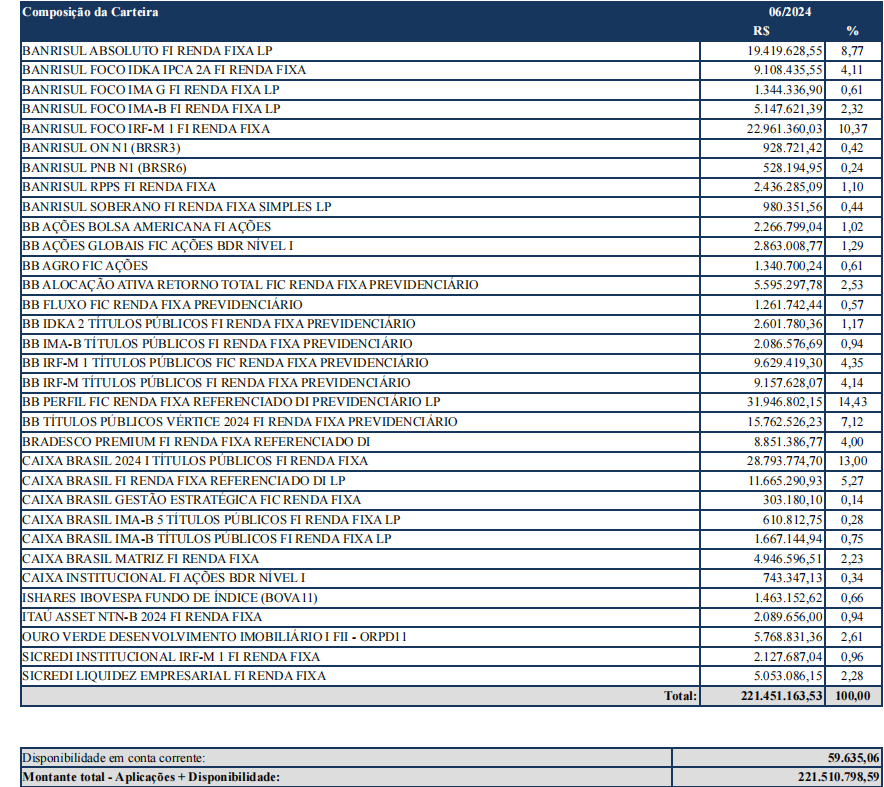 Composição da Carteira 06/2024
R$ %
BANRISUL ABSOLUTO FI RENDA FIXA LP 19.419.628,55 8,77
BANRISUL FOCO IDKA IPCA 2A FI RENDA FIXA 9.108.435,55 4,11
BANRISUL FOCO IMA G FI RENDA FIXA LP 1.344.336,90 0,61
BANRISUL FOCO IMA-B FI RENDA FIXA LP 5.147.621,39 2,32
BANRISUL FOCO IRF-M 1 FI RENDA FIXA 22.961.360,03 10,37
BANRISUL ON N1 (BRSR3) 928.721,42 0,42
BANRISUL PNB N1 (BRSR6) 528.194,95 0,24
BANRISUL RPPS FI RENDA FIXA 2.436.285,09 1,10
BANRISUL SOBERANO FI RENDA FIXA SIMPLES LP 980.351,56 0,44
BB AÇÕES BOLSA AMERICANA FI AÇÕES 2.266.799,04 1,02
BB AÇÕES GLOBAIS FIC AÇÕES BDR NÍVEL I 2.863.008,77 1,29
BB AGRO FIC AÇÕES 1.340.700,24 0,61
BB ALOCAÇÃO ATIVA RETORNO TOTAL FIC RENDA FIXA PREVIDENCIÁRIO 5.595.297,78 2,53
BB FLUXO FIC RENDA FIXA PREVIDENCIÁRIO 1.261.742,44 0,57
BB IDKA 2 TÍTULOS PÚBLICOS FI RENDA FIXA PREVIDENCIÁRIO 2.601.780,36 1,17
BB IMA-B TÍTULOS PÚBLICOS FI RENDA FIXA PREVIDENCIÁRIO 2.086.576,69 0,94
BB IRF-M 1 TÍTULOS PÚBLICOS FIC RENDA FIXA PREVIDENCIÁRIO 9.629.419,30 4,35
BB IRF-M TÍTULOS PÚBLICOS FI RENDA FIXA PREVIDENCIÁRIO 9.157.628,07 4,14
BB PERFIL FIC RENDA FIXA REFERENCIADO DI PREVIDENCIÁRIO LP 31.946.802,15 14,43
BB TÍTULOS PÚBLICOS VÉRTICE 2024 FI RENDA FIXA PREVIDENCIÁRIO 15.762.526,23 7,12
BRADESCO PREMIUM FI RENDA FIXA REFERENCIADO DI 8.851.386,77 4,00
CAIXA BRASIL 2024 I TÍTULOS PÚBLICOS FI RENDA FIXA 28.793.774,70 13,00
CAIXA BRASIL FI RENDA FIXA REFERENCIADO DI LP 11.665.290,93 5,27
CAIXA BRASIL GESTÃO ESTRATÉGICA FIC RENDA FIXA 303.180,10 0,14
CAIXA BRASIL IMA-B 5 TÍTULOS PÚBLICOS FI RENDA FIXA LP 610.812,75 0,28
CAIXA BRASIL IMA-B TÍTULOS PÚBLICOS FI RENDA FIXA LP 1.667.144,94 0,75
CAIXA BRASIL MATRIZ FI RENDA FIXA 4.946.596,51 2,23
CAIXA INSTITUCIONAL FI AÇÕES BDR NÍVEL I 743.347,13 0,34
ISHARES IBOVESPA FUNDO DE ÍNDICE (BOVA11) 1.463.152,62 0,66
ITAÚ ASSET NTN-B 2024 FI RENDA FIXA 2.089.656,00 0,94
OURO VERDE DESENVOLVIMENTO IMOBILIÁRIO I FII - ORPD11 5.768.831,36 2,61
SICREDI INSTITUCIONAL IRF-M 1 FI RENDA FIXA 2.127.687,04 0,96
SICREDI LIQUIDEZ EMPRESARIAL FI RENDA FIXA 5.053.086,15 2,28
Total: 221.451.163,53 100,00
Disponibilidade em conta corrente: 59.635,06
Montante total - Aplicações + Disponibilidade: 221.510.798,59